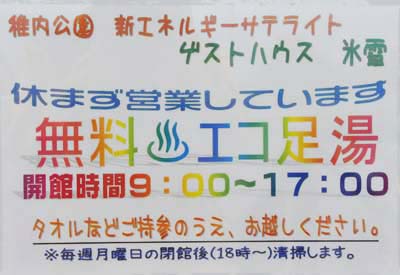 稚内公園 新エネルギーサテライト
ゲストハウス 氷雪
休まず営業しています
無料♨エコ足湯
開館時間9：00～17：00
タオルなどご持参のうえ、お越しください。
※毎週月曜日の閉館後(18時～)清掃します。